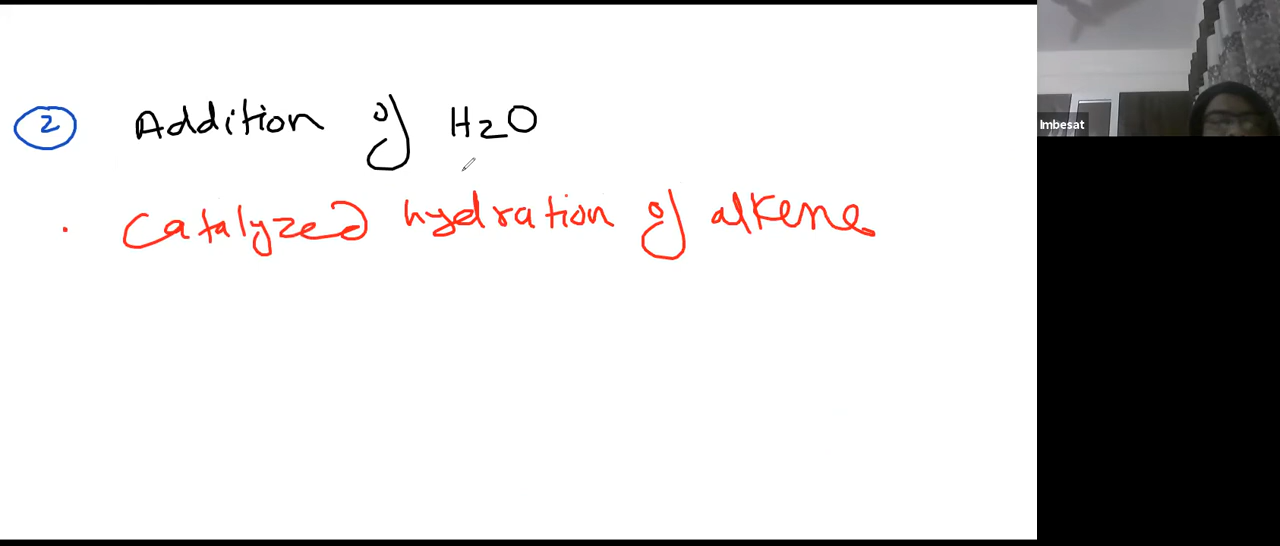 2 Addition of H2O
Imbesat
. Catalyzed hydration of alkene